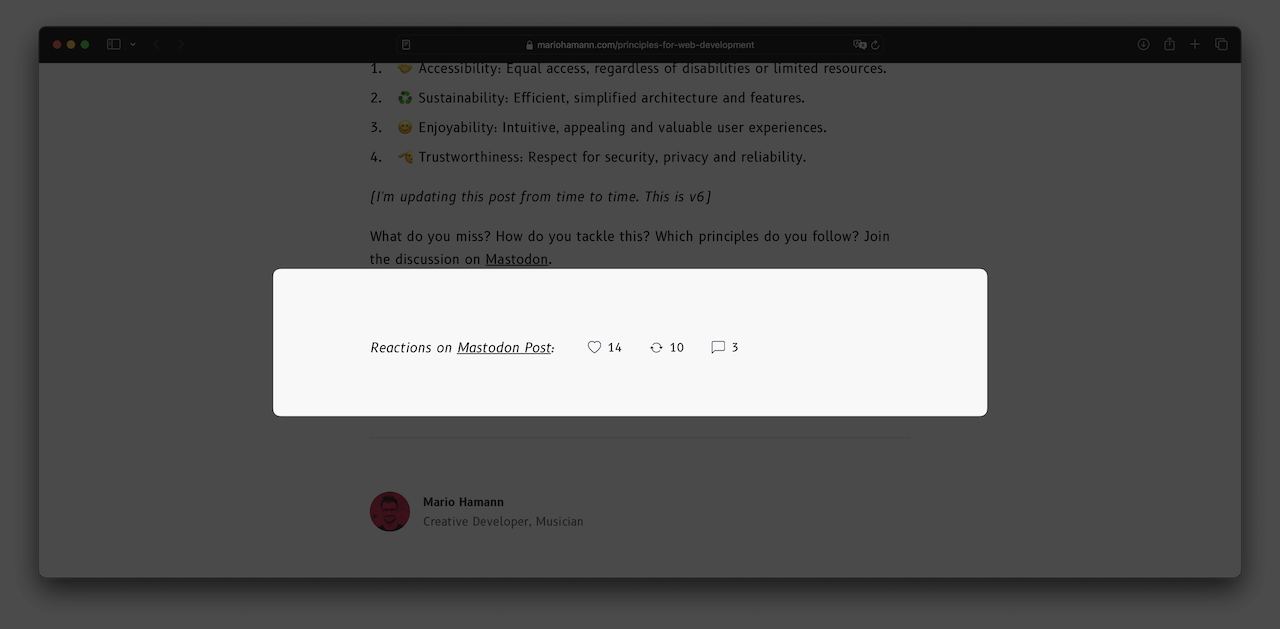 mariohamann.com/principles-for-web-development
1. 🤝 Accessibility: Equal access, regardless of disabilities or limited resources.
2. ♻️ Sustainability: Efficient, simplified architecture and features.
3. 😊 Enjoyability: Intuitive, appealing and valuable user experiences.
4. 🫡 Trustworthiness: Respect for security, privacy and reliability.
[I'm updating this post from time to time. This is v6]
What do you miss? How do you tackle this? Which principles do you follow? Join
the discussion on Mastodon.
Reactions on Mastodon Post: 14 10 3
Mario Hamann
Creative Developer, Musician